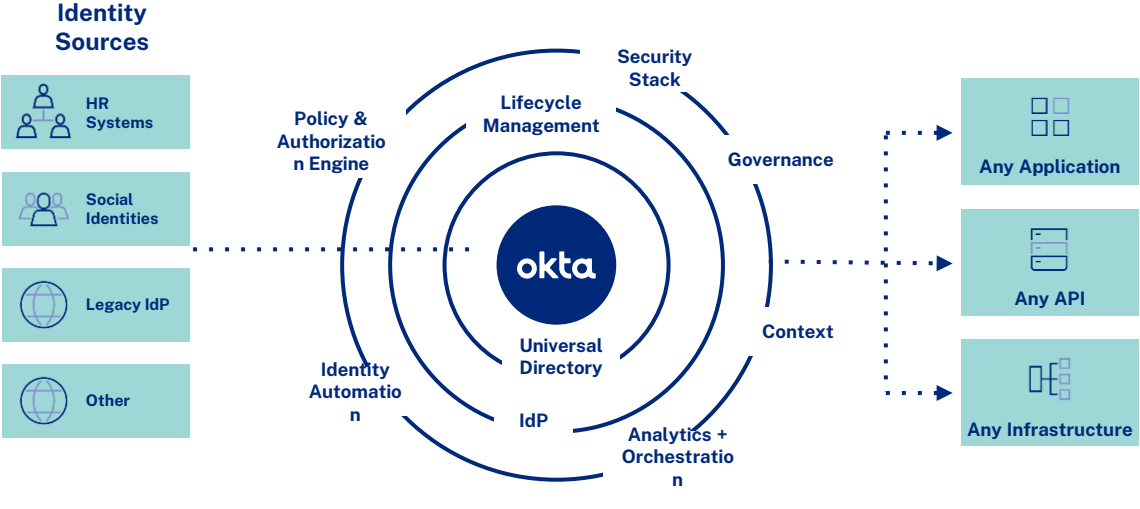 Identity
Sources
HR
Systems
Social
Identities
Legacy IdP
Other
Policy &
Authorizatio
n Engine
Lifecycle
Management
Security
Stack
Governance
okta
Universal
Directory
Context
Identity
Automatio
n
IdP
Analytics +
Orchestratio
n
Any Application
Any API
Any Infrastructure